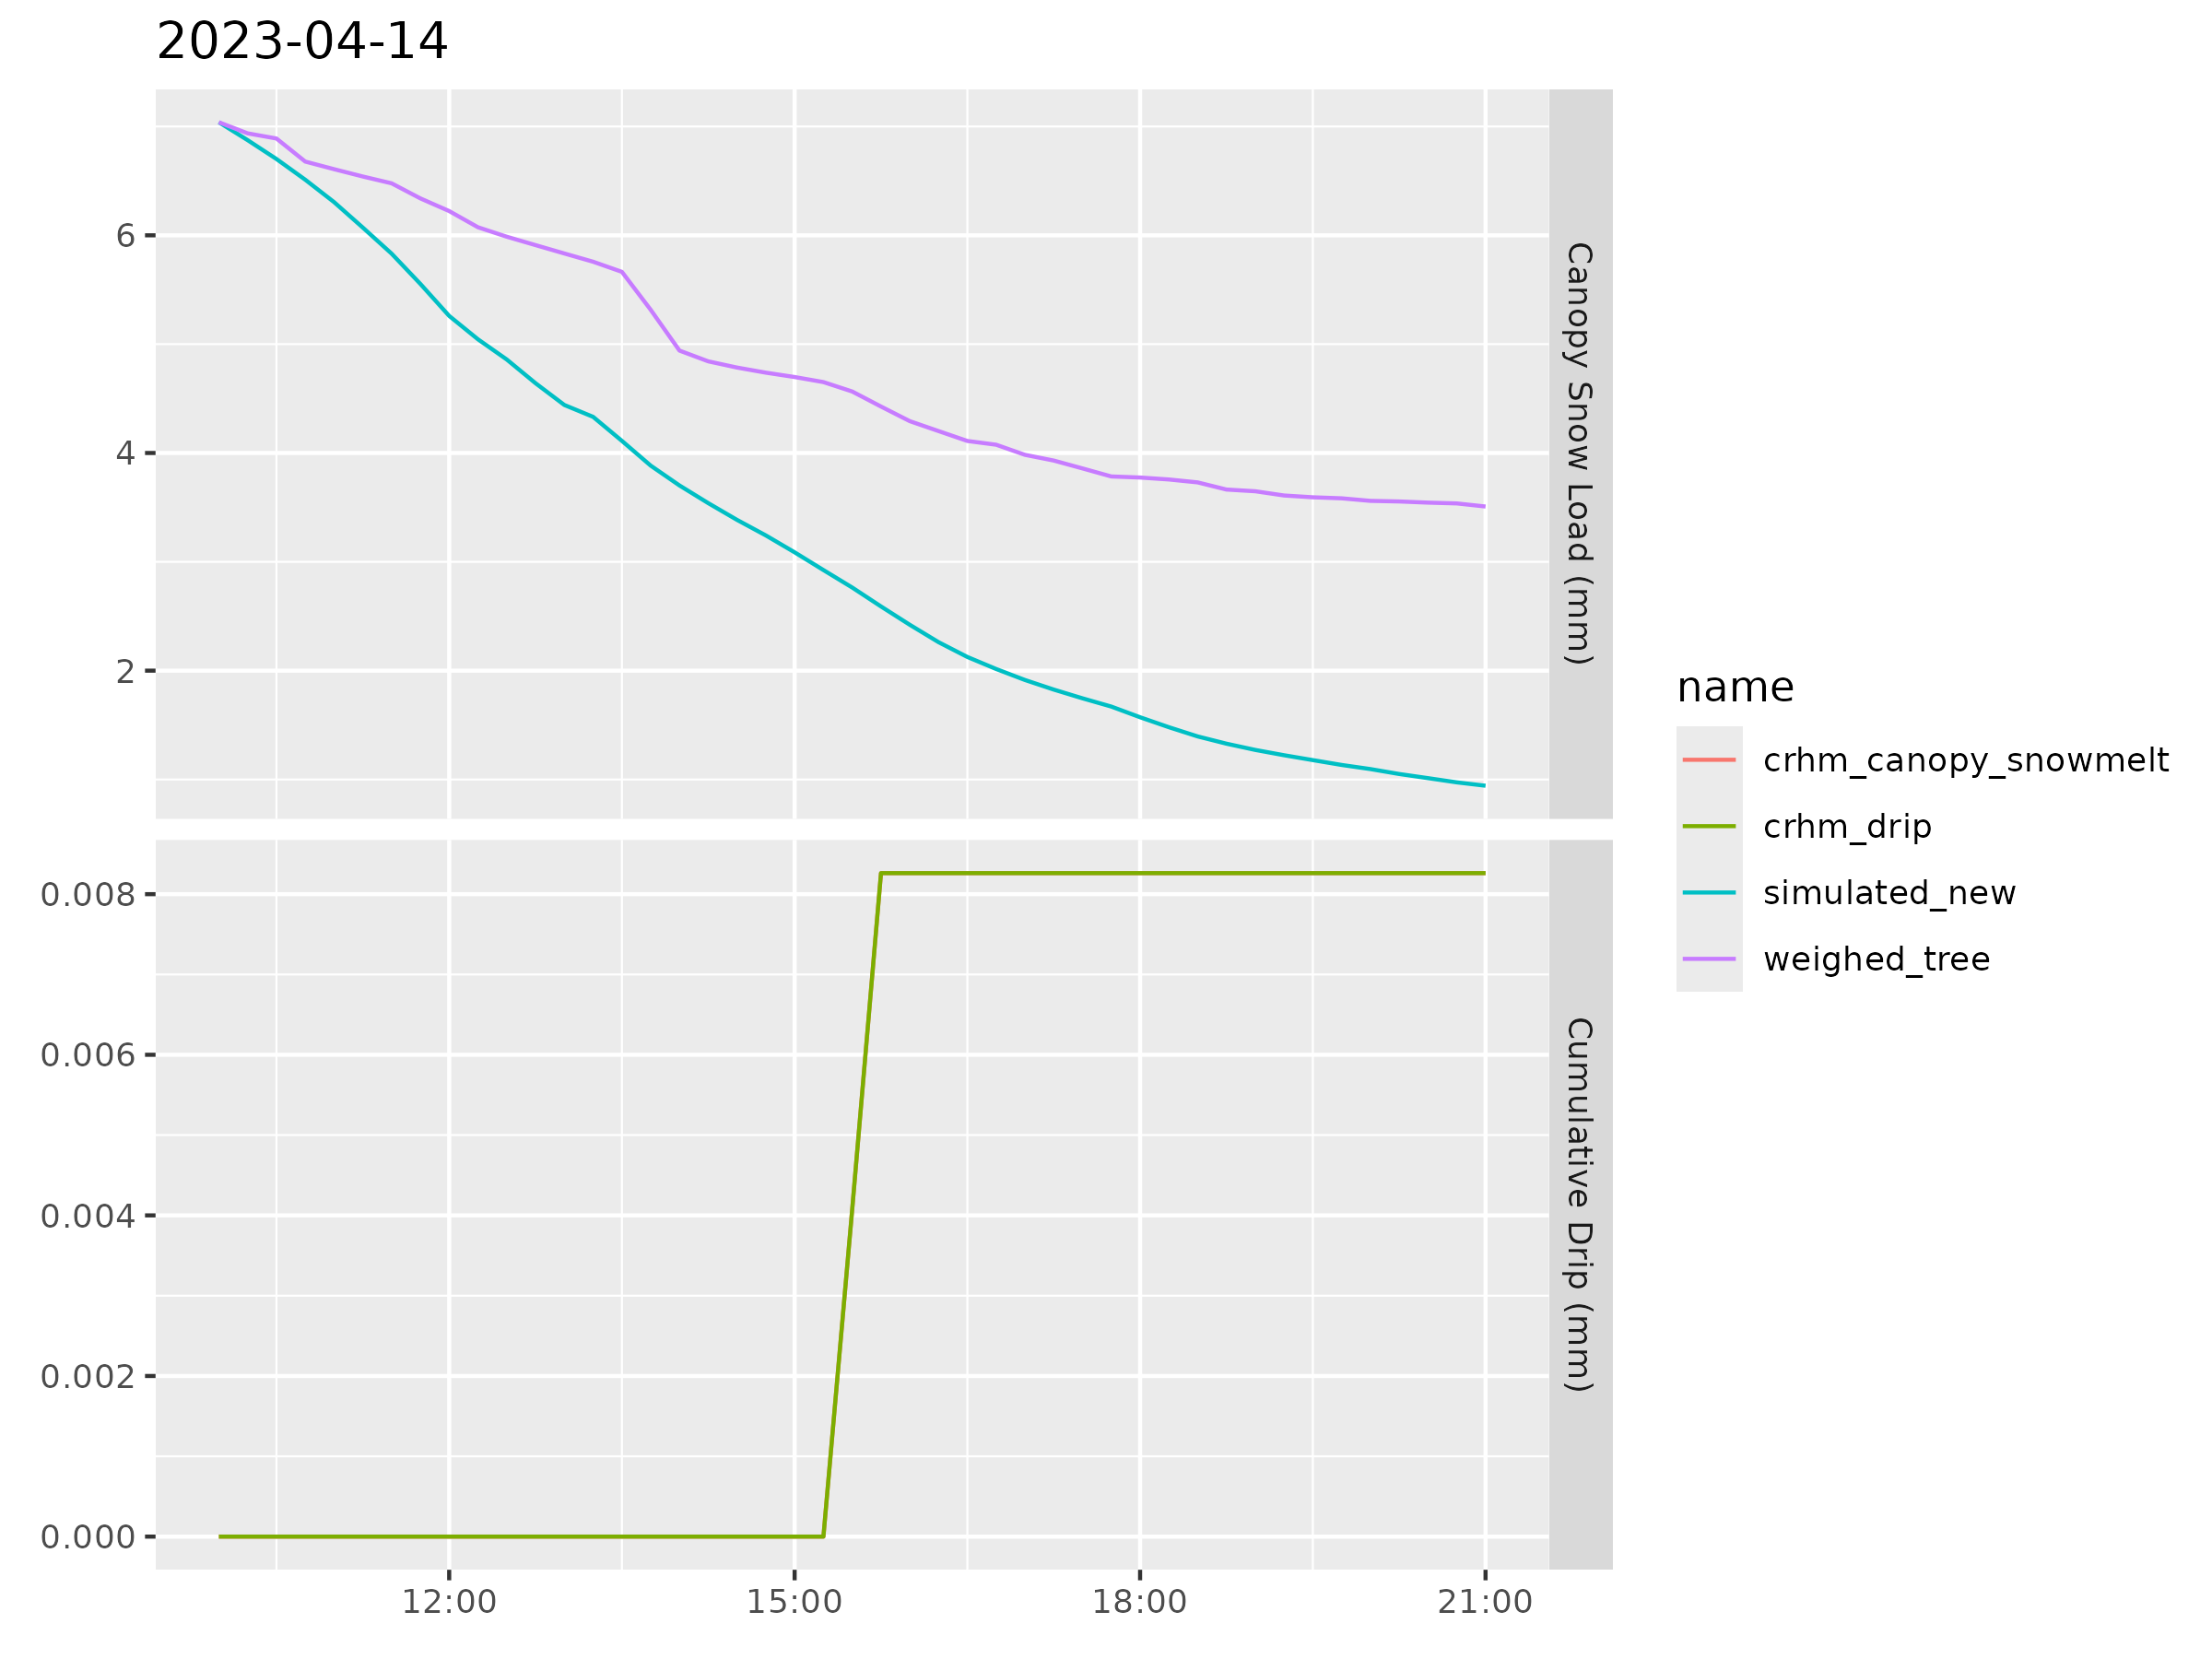 2023-04-14
6
4
2
Canopy Snow Load (mm)
0.008
0.006
0.004
0.002
0.000
Cumulative Drip (mm)
12:00
15:00
18:00
21:00
name
crhm_canopy_snowmelt
crhm_drip
simulated_new
weighed_tree